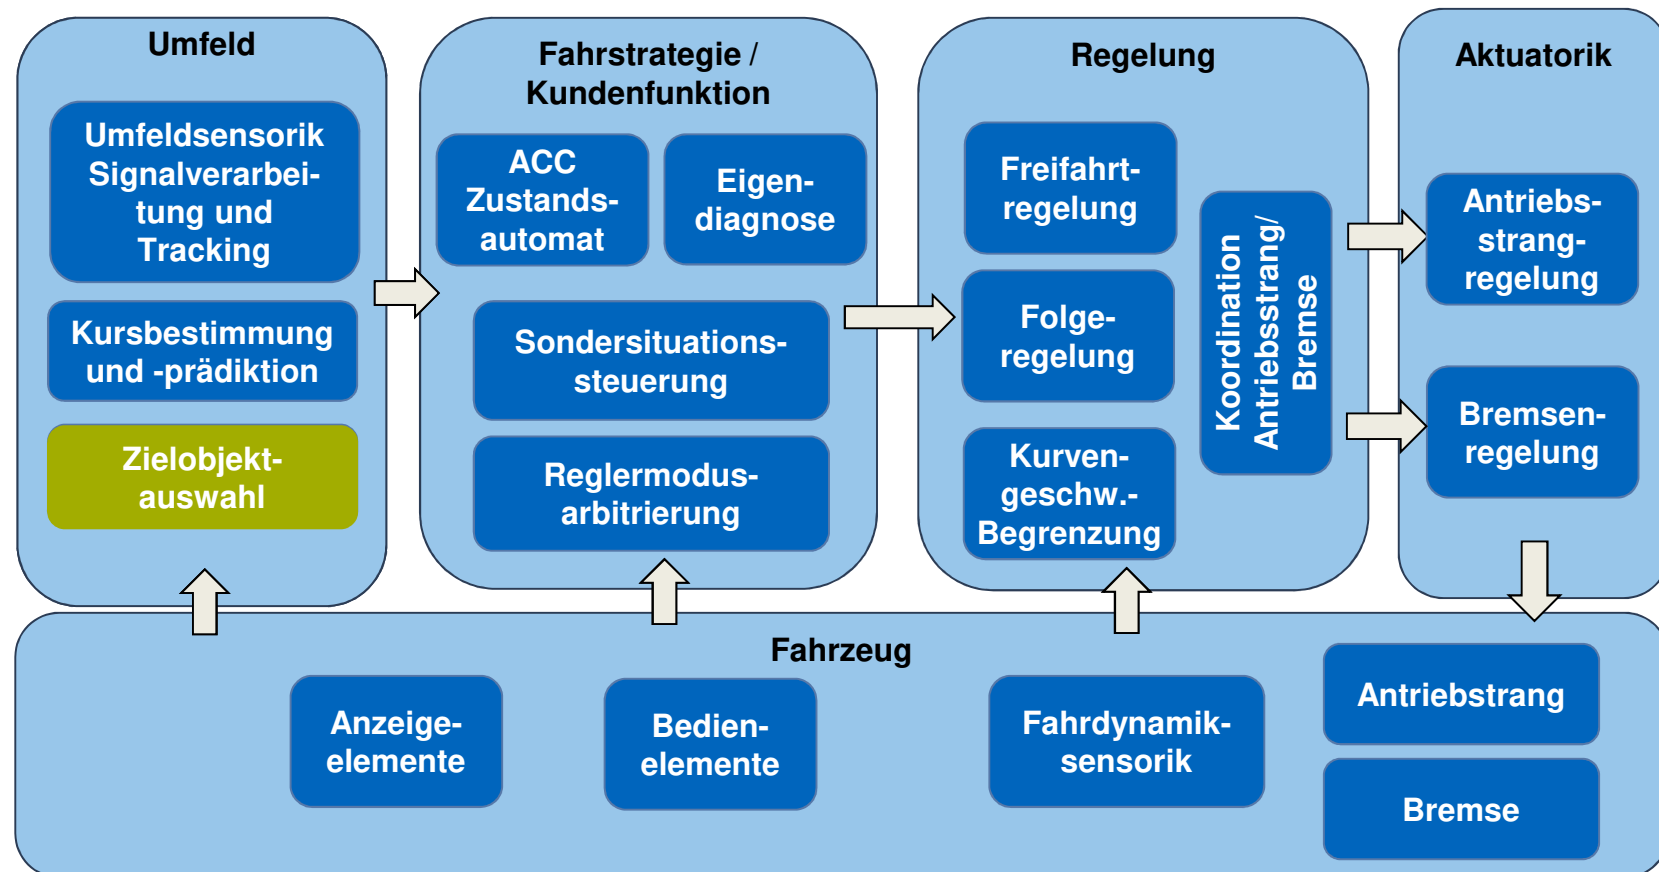 Umfeld
Umfeldsensorik
Signalverarbei-
tung und
Tracking
Kursbestimmung
und -prädiktion
Zielobjekt-
auswahl
Fahrstrategie /
Kundenfunktion
ACC
Zustands-
automat
Eigen-
diagnose
Sondersituations-
steuerung
Reglermodus-
arbitrierung
Regelung
Freifahrt-
regelung
Folge-
regelung
Kurven-
geschw.-
Begrenzung
Koordination
Antriebsstrang/
Bremse
Aktuatorik
Antriebs-
strang-
regelung
Bremsen-
regelung
Fahrzeug
Anzeige-
elemente
Bedien-
elemente
Fahrdynamik-
sensorik
Antriebstrang
Bremse